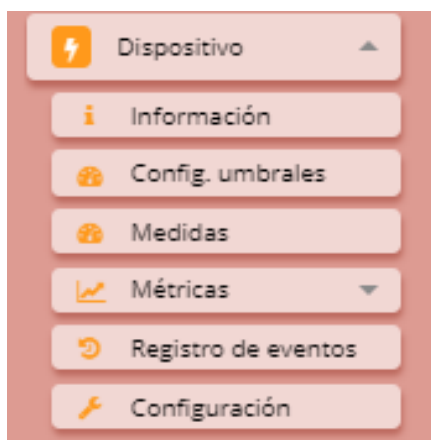 Dispositivo
Información
Config. umbrales
Medidas
Métricas
Registro de eventos
Configuración